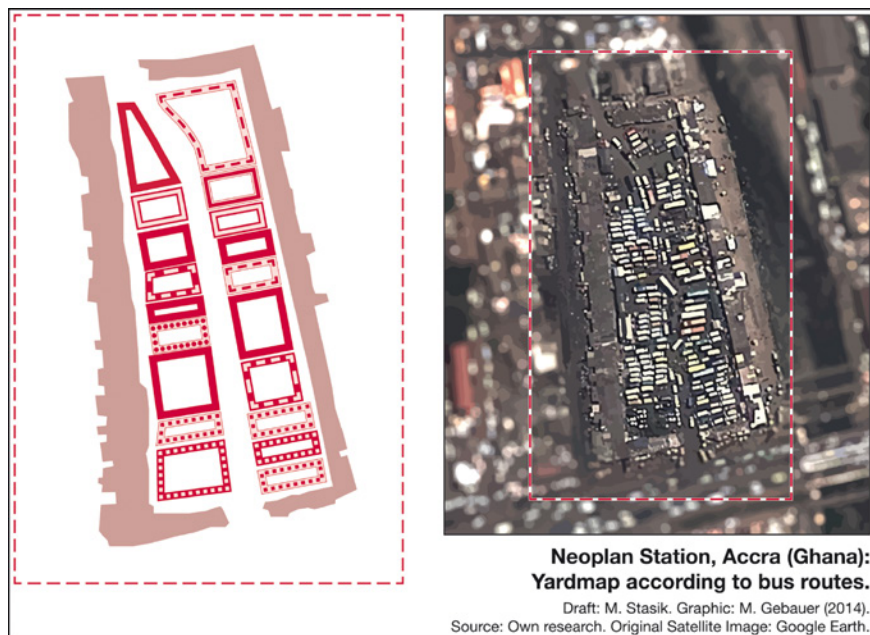 Neoplan Station, Accra (Ghana):
Yardmap according to bus routes.
Draft: M. Stasik. Graphic: M. Gebauer (2014).
Source: Own research. Original Satellite Image: Google Earth.